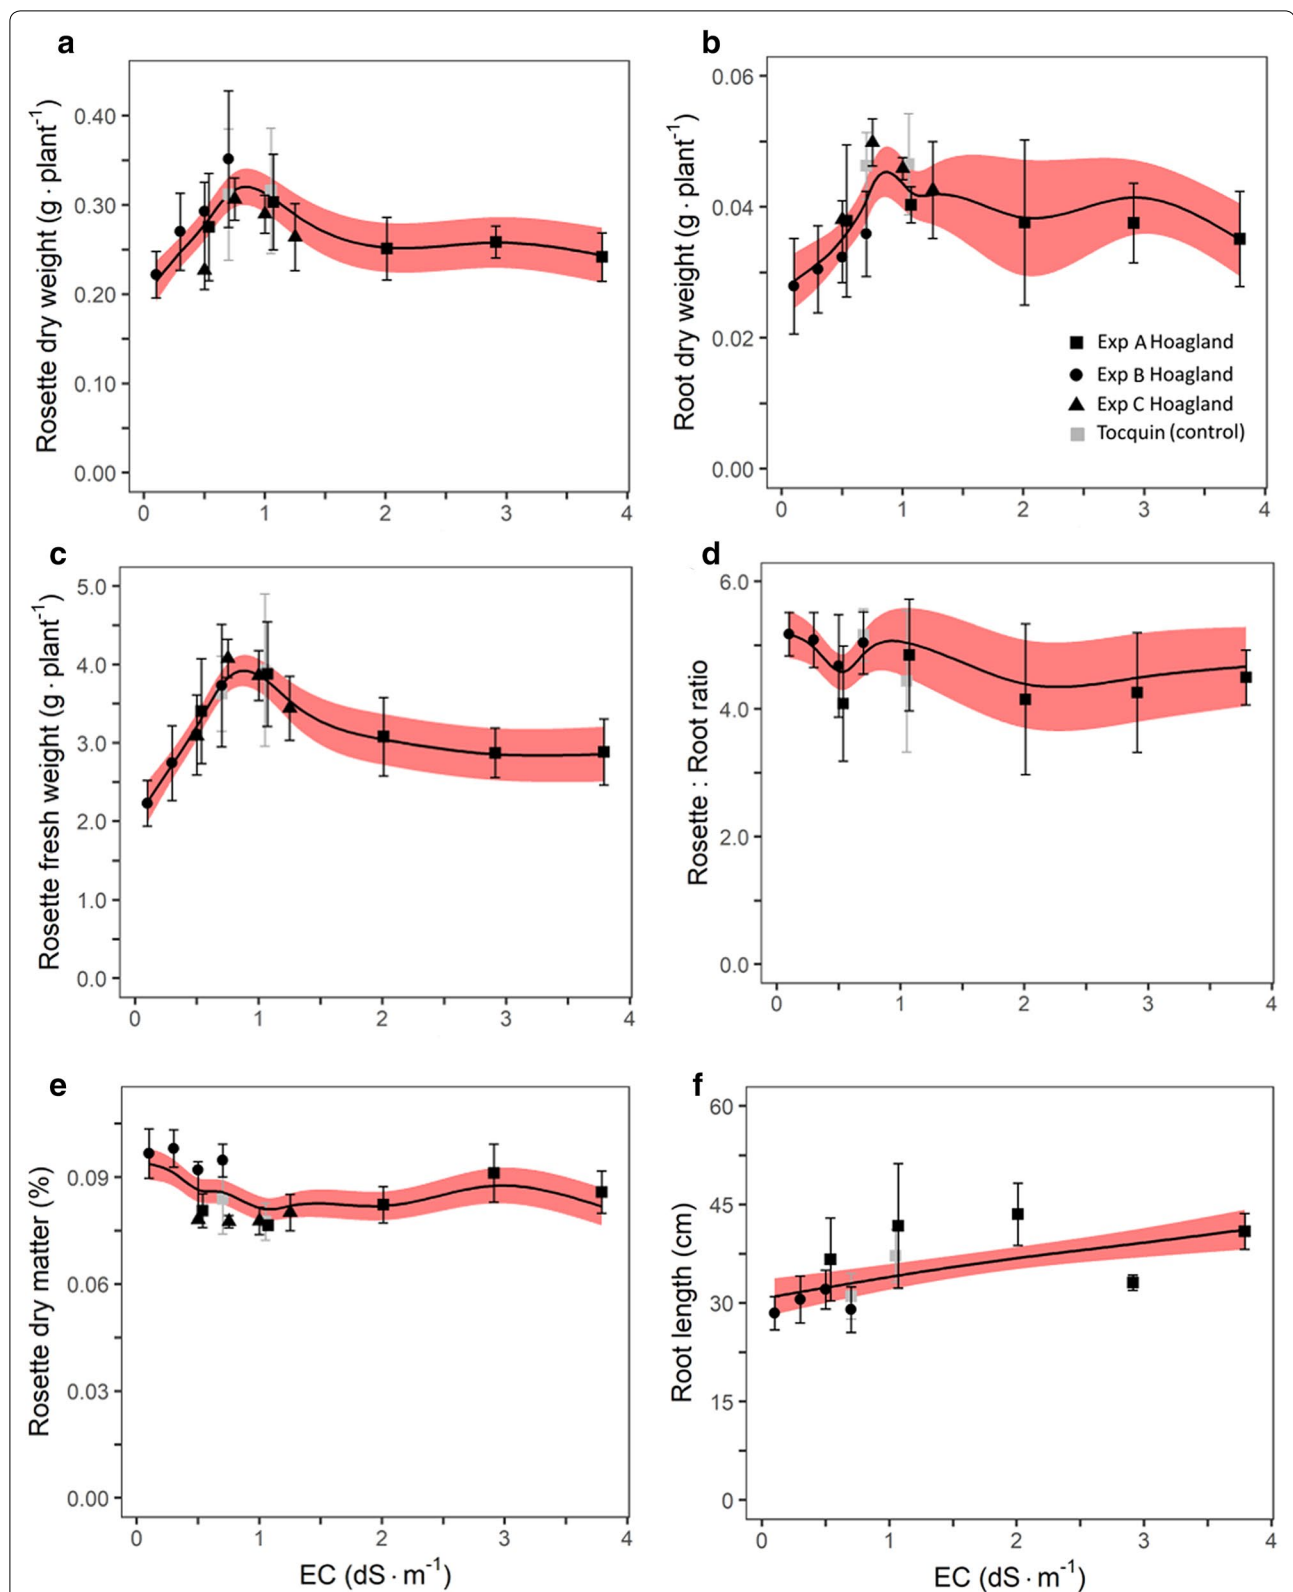 a
Rosette dry weight (g · plant⁻¹)
0.40
0.30
0.20
0.10
0.00
0 1 2 3 4
b
Root dry weight (g · plant⁻¹)
0.06
0.04
0.02
0.00
Exp A Hoagland
Exp B Hoagland
Exp C Hoagland
Tocquin (control)
0 1 2 3 4
c
Rosette fresh weight (g · plant⁻¹)
5.0
4.0
3.0
2.0
1.0
0.0
0 1 2 3 4
d
Rosette : Root ratio
6.0
4.0
2.0
0.0
0 1 2 3 4
e
Rosette dry matter (%)
0.09
0.06
0.03
0.00
0 1 2 3 4
EC (dS · m⁻¹)
f
Root length (cm)
60
45
30
15
0
0 1 2 3 4
EC (dS · m⁻¹)